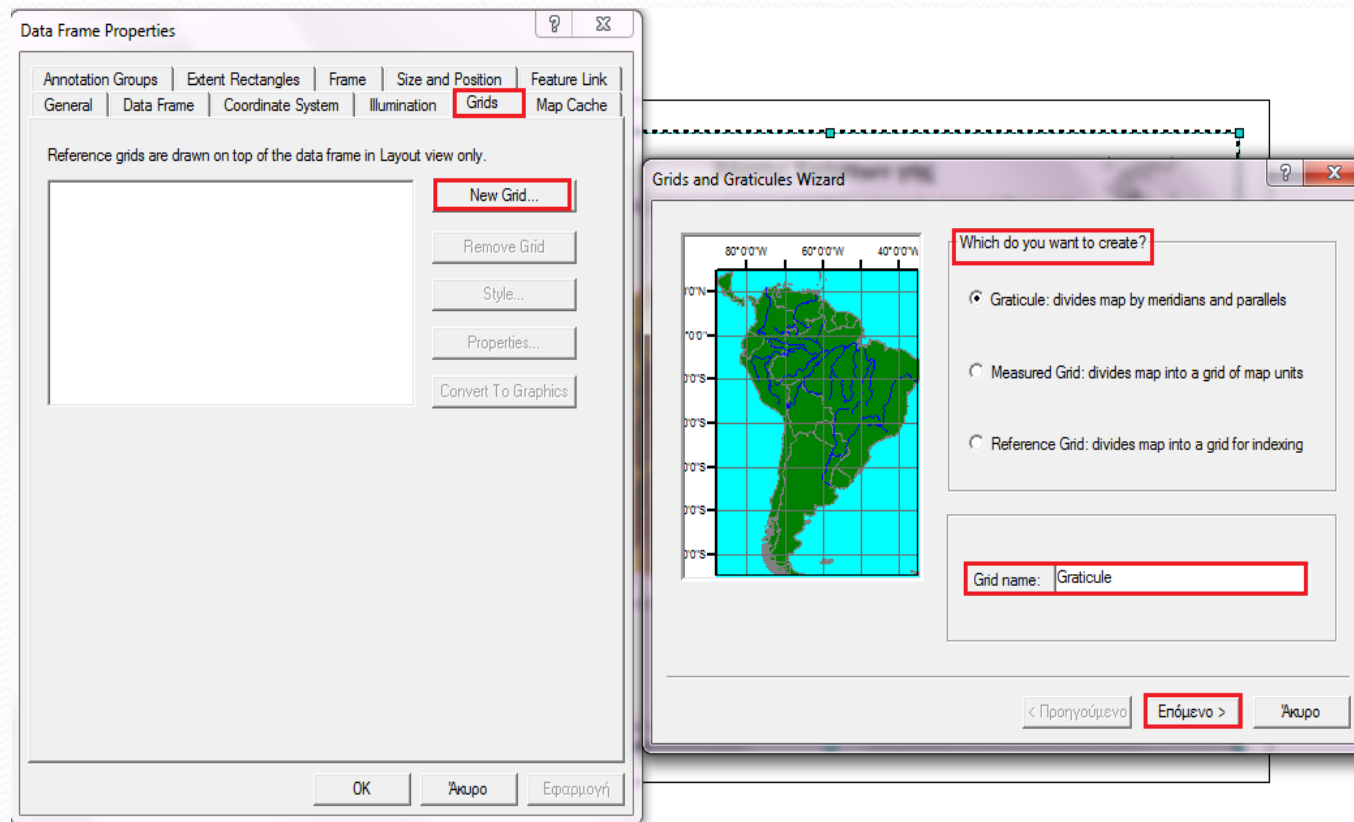 Data Frame Properties
Annotation Groups Extent Rectangles Frame Size and Position Feature Link
General Data Frame Coordinate System Illumination Grids Map Cache
Reference grids are drawn on top of the data frame in Layout view only.
New Grid...
Remove Grid
Style...
Properties...
Convert To Graphics
OK Άκυρο Εφαρμογή
Grids and Graticules Wizard
80°0'0"W 60°0'0"W 40°0'0"W
Which do you want to create?
Graticule: divides map by meridians and parallels
Measured Grid: divides map into a grid of map units
Reference Grid: divides map into a grid for indexing
Grid name: Graticule
< Προηγούμενο Επόμενο > Άκυρο